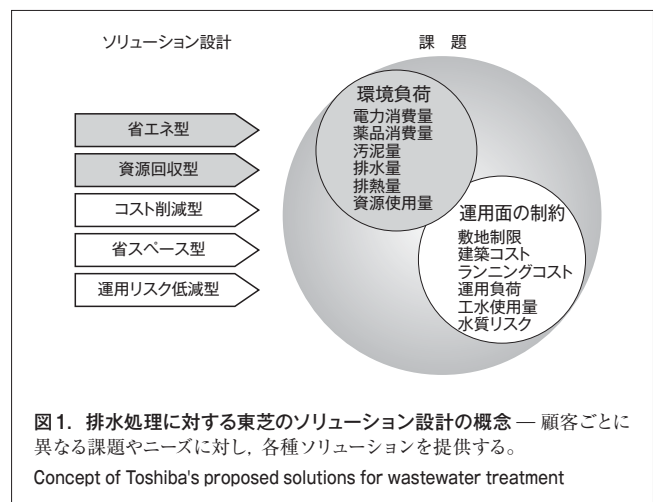 ソリューション設計
課　題
省エネ型
資源回収型
コスト削減型
省スペース型
運用リスク低減型
環境負荷
電力消費量
薬品消費量
汚泥量
排水量
排熱量
資源使用量
運用面の制約
敷地制限
建築コスト
ランニングコスト
運用負荷
工水使用量
水質リスク
図1．排水処理に対する東芝のソリューション設計の概念 — 顧客ごとに
異なる課題やニーズに対し，各種ソリューションを提供する。
Concept of Toshiba's proposed solutions for wastewater treatment